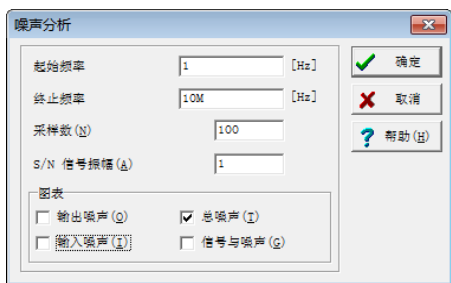 噪声分析
起始频率 1 [Hz]
确定
终止频率 10M [Hz]
取消
采样数(N) 100
帮助(H)
S/N 信号振幅(A) 1
图表
输出噪声(O) 总噪声(T)
输入噪声(I) 信号与噪声(G)